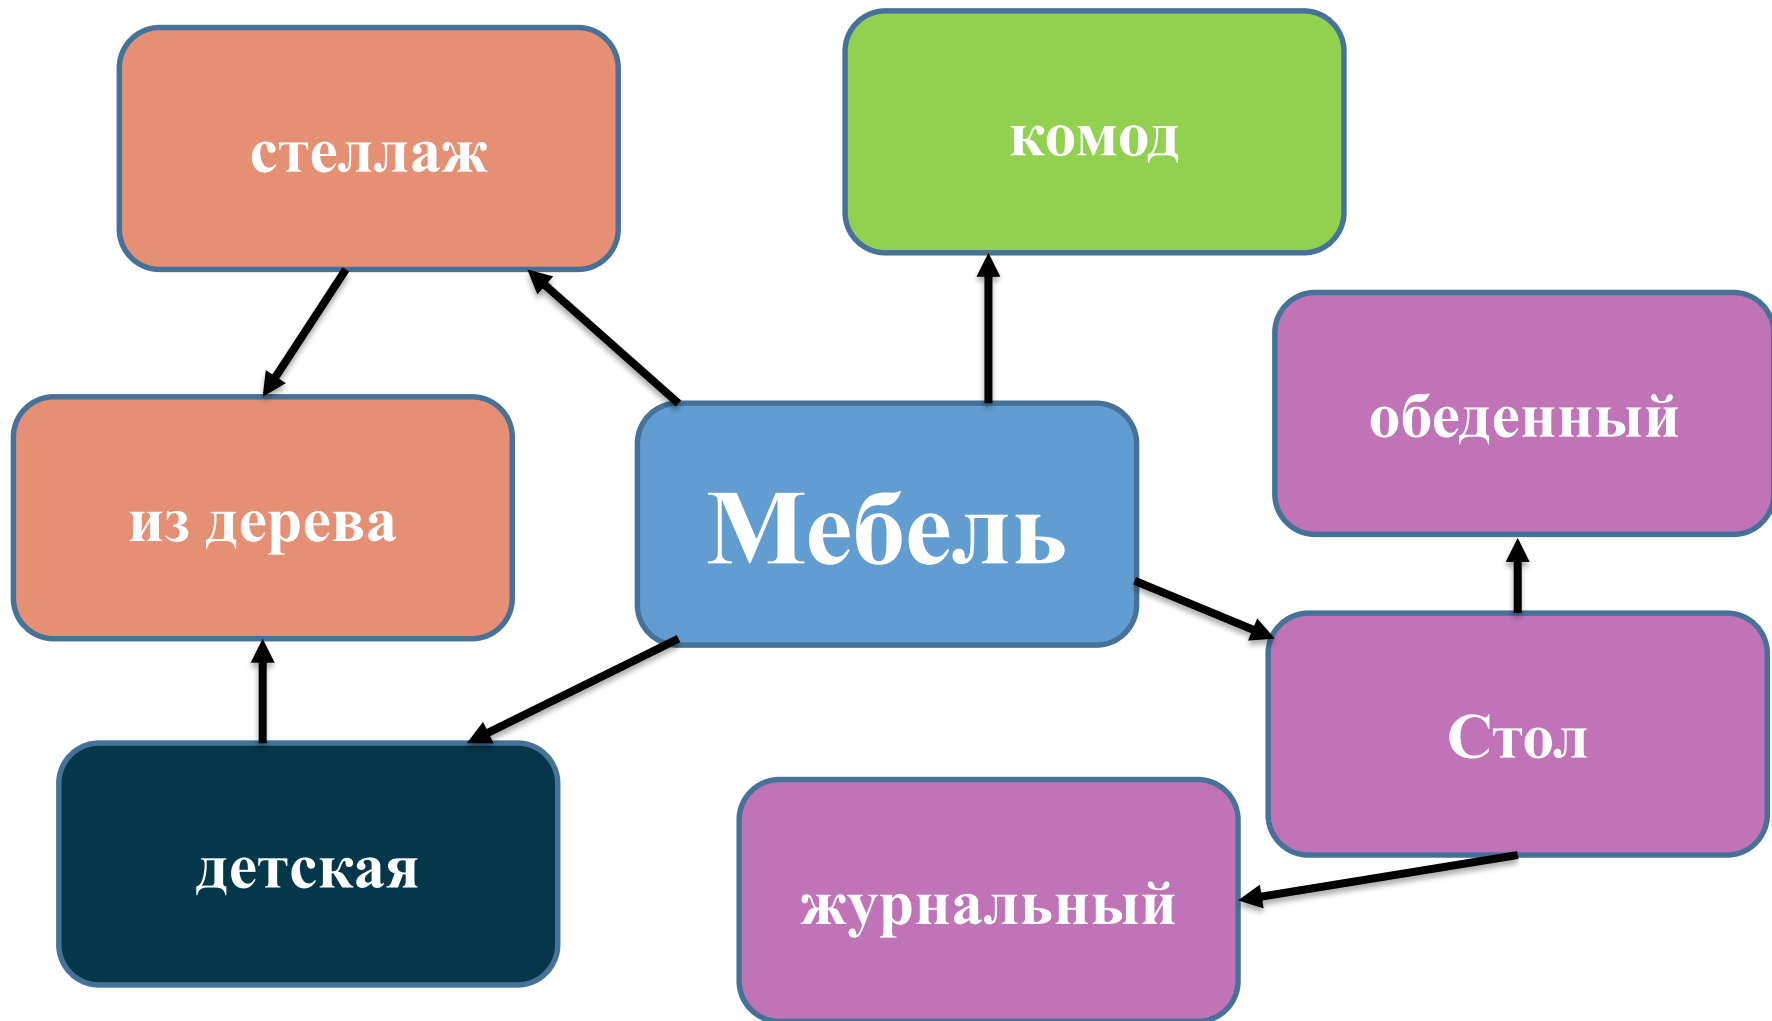 стеллаж
комод
обеденный
из дерева
Мебель
Стол
детская
журнальный